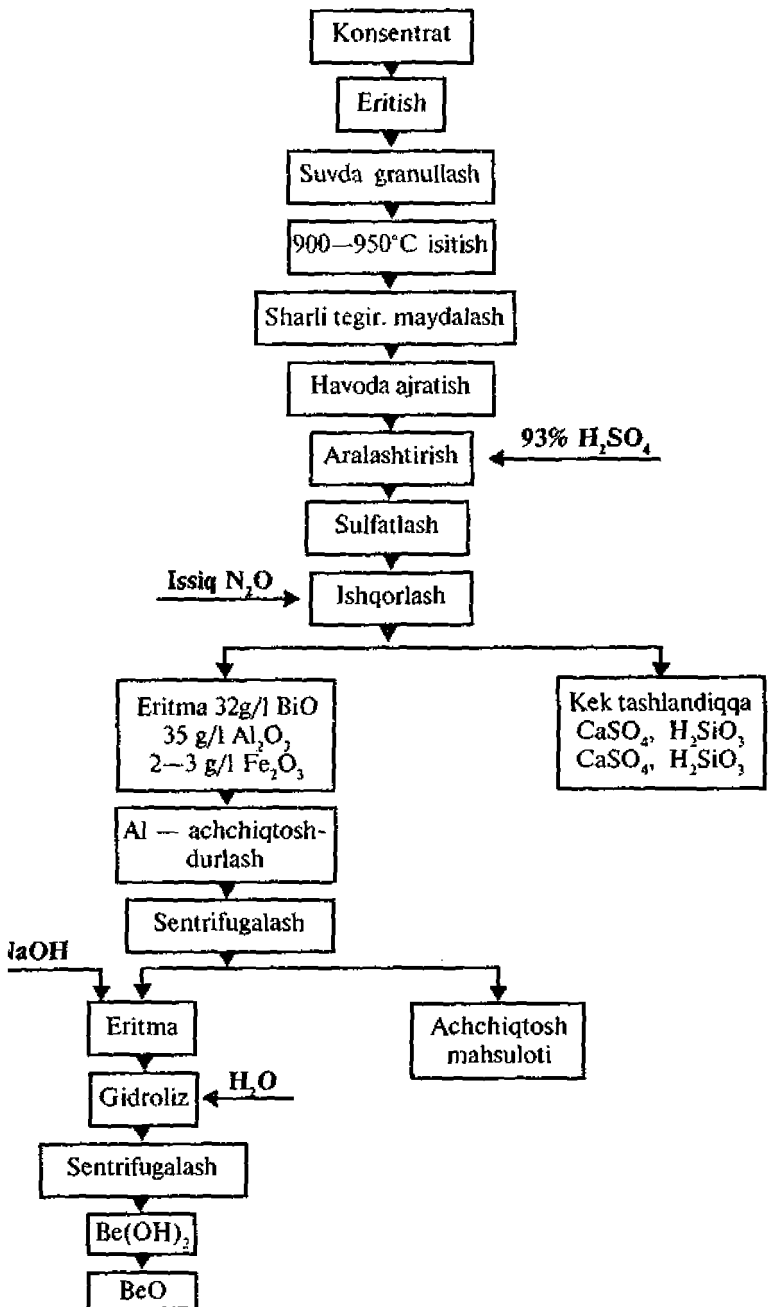 Konsentrat
Eritish
Suvda granullash
900—950°C isitish
Sharli tegir. maydalash
Havoda ajratish
Aralashtirish
93% H₂SO₄
Sulfatlash
Issiq N₂O
Ishqorlash
Eritma 32g/l BiO
35 g/l Al₂O₃
2—3 g/l Fe₂O₃
Kek tashlandiqqa
CaSO₄, H₂SiO₃
CaSO₄, H₂SiO₃
Al — achchiqtosh-
durlash
Sentrifugalash
NaOH
Eritma
Achchiqtosh
mahsuloti
Gidroliz
H₂O
Sentrifugalash
Be(OH)₂
BeO